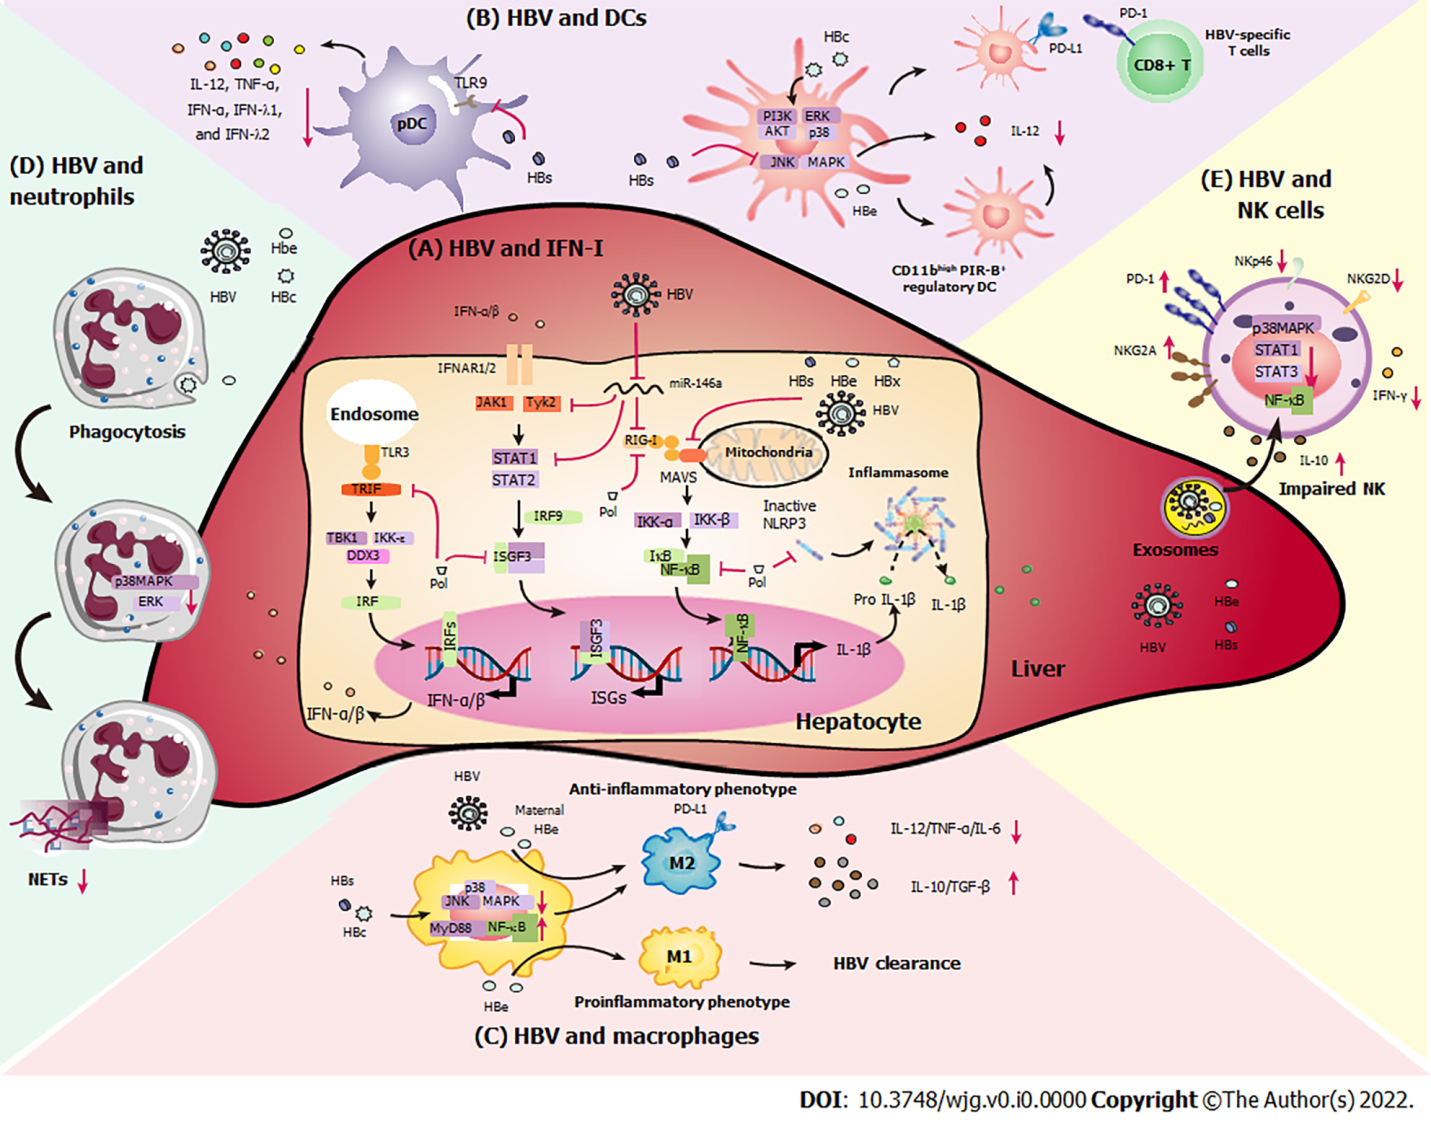 (B) HBV and DCs
IL-12, TNF-α,
IFN-α, IFN-λ1,
and IFN-λ2
pDC
TLR9
HBs
HBs
HBc
PI3K
ERK
AKT
p38
JNK
MAPK
HBe
PD-L1
PD-1
CD8+ T
HBV-specific
T cells
IL-12
CD11bhigh PIR-B+
regulatory DC
(D) HBV and
neutrophils
HBV
Hbe
HBc
Phagocytosis
p38MAPK
ERK
NETs
(A) HBV and IFN-I
HBV
IFN-α/β
IFNAR1/2
JAK1
Tyk2
miR-146a
STAT1
STAT2
IRF9
ISGF3
Endosome
TLR3
TRIF
TBK1
IKK-ε
DDX3
IRF
Pol
RIG-I
MAVS
Mitochondria
HBs
HBe
HBx
HBV
Pol
IKK-α
IKK-β
IκB
NF-κB
Pol
Inactive
NLRP3
Inflammasome
Pro IL-1β
IL-1β
IRFs
IFN-α/β
IFN-α/β
ISGF3
ISGs
NF-κB
IL-1β
Hepatocyte
Liver
(E) HBV and
NK cells
NKp46
PD-1
NKG2D
NKG2A
p38MAPK
STAT1
STAT3
NF-κB
IFN-γ
IL-10
Impaired NK
Exosomes
HBV
HBe
HBs
HBV
Maternal
HBe
Anti-inflammatory phenotype
PD-L1
M2
IL-12/TNF-α/IL-6
IL-10/TGF-β
HBs
HBc
p38
JNK
MAPK
MyD88
NF-κB
HBe
M1
HBV clearance
Proinflammatory phenotype
(C) HBV and macrophages
DOI: 10.3748/wjg.v0.i0.0000 Copyright ©The Author(s) 2022.